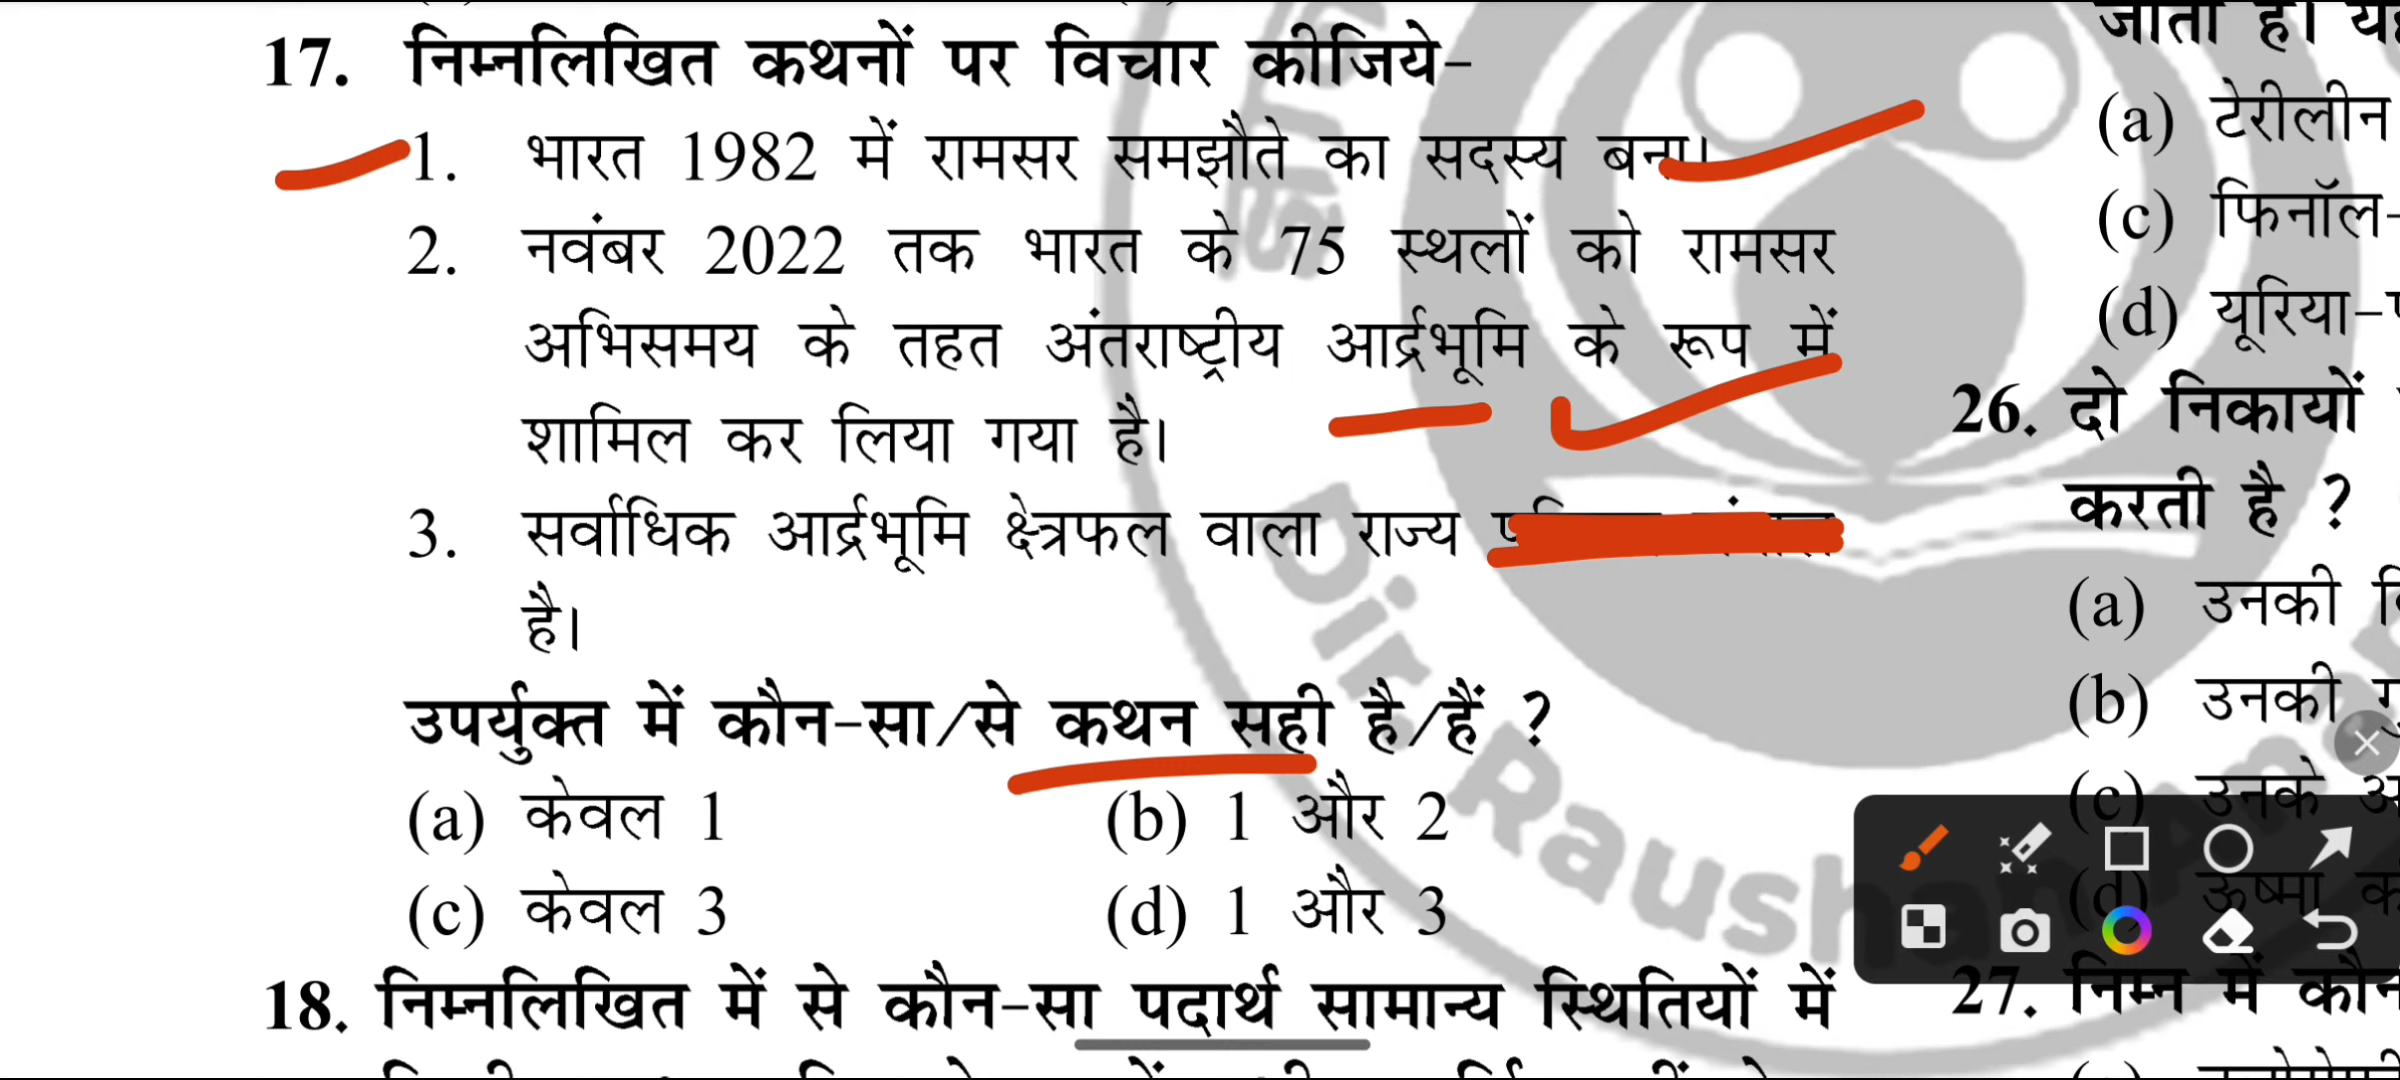 17. निम्नलिखित कथनों पर विचार कीजिये-
1. भारत 1982 में रामसर समझौते का सदस्य बना।
2. नवंबर 2022 तक भारत के 75 स्थलों को रामसर
अभिसमय के तहत अंतराष्ट्रीय आर्द्रभूमि के रूप में
शामिल कर लिया गया है।
3. सर्वाधिक आर्द्रभूमि क्षेत्रफल वाला राज्य
है।
उपर्युक्त में कौन-सा/से कथन सही है/हैं ?
(a) केवल 1 (b) 1 और 2
(c) केवल 3 (d) 1 और 3
18. निम्नलिखित में से कौन-सा पदार्थ सामान्य स्थितियों में
जाता है।
(a) टेरीलीन
(c) फिनॉल-
(d) यूरिया-
26. दो निकायों
करती है ?
(a) उनकी
(b) उनकी
(c) उनके
(d) ऊष्मा
27. निम्न में कौन
Dir. Raushan